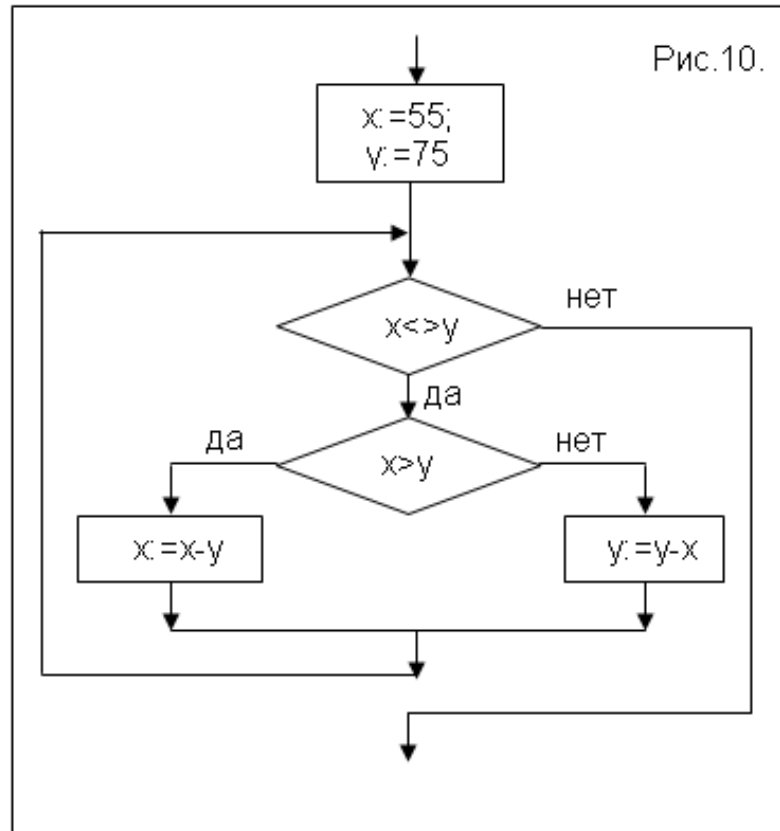 Рис.10.
x:=55;
y:=75
x<>y
нет
да
да
x>y
нет
x:=x-y
y:=y-x